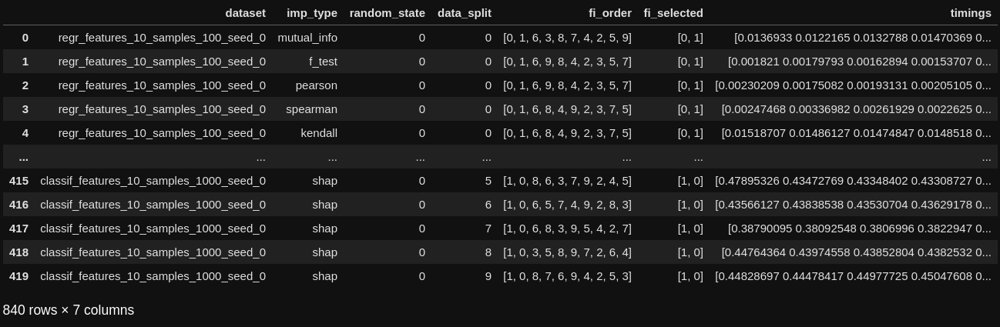 dataset imp_type random_state data_split fi_order fi_selected timings
0 regr_features_10_samples_100_seed_0 mutual_info 0 0 [0, 1, 6, 3, 8, 7, 4, 2, 5, 9] [0, 1] [0.0136933 0.0122165 0.0132788 0.01470369 0...
1 regr_features_10_samples_100_seed_0 f_test 0 0 [0, 1, 6, 9, 8, 4, 2, 3, 5, 7] [0, 1] [0.001821 0.00179793 0.00162894 0.00153707 0...
2 regr_features_10_samples_100_seed_0 pearson 0 0 [0, 1, 6, 9, 8, 4, 2, 3, 5, 7] [0, 1] [0.00230209 0.00175082 0.00193131 0.00205105 0...
3 regr_features_10_samples_100_seed_0 spearman 0 0 [0, 1, 6, 8, 4, 9, 2, 3, 7, 5] [0, 1] [0.00247468 0.00336982 0.00261929 0.0022625 0...
4 regr_features_10_samples_100_seed_0 kendall 0 0 [0, 1, 6, 8, 4, 9, 2, 3, 7, 5] [0, 1] [0.01518707 0.01486127 0.01474847 0.0148518 0...
... ... ... ... ... ... ... ...
415 classif_features_10_samples_1000_seed_0 shap 0 5 [1, 0, 8, 6, 3, 7, 9, 2, 4, 5] [1, 0] [0.47895326 0.43472769 0.43348402 0.43308727 0...
416 classif_features_10_samples_1000_seed_0 shap 0 6 [1, 0, 6, 5, 7, 4, 9, 2, 8, 3] [1, 0] [0.43566127 0.43838538 0.43530704 0.43629178 0...
417 classif_features_10_samples_1000_seed_0 shap 0 7 [1, 0, 6, 8, 3, 9, 5, 4, 2, 7] [1, 0] [0.38790095 0.38092548 0.3806996 0.3822947 0...
418 classif_features_10_samples_1000_seed_0 shap 0 8 [1, 0, 3, 5, 8, 9, 7, 2, 6, 4] [1, 0] [0.44764364 0.43974558 0.43852804 0.4382532 0...
419 classif_features_10_samples_1000_seed_0 shap 0 9 [1, 0, 8, 7, 6, 9, 4, 2, 5, 3] [1, 0] [0.44828697 0.44478417 0.44977725 0.45047608 0...
840 rows × 7 columns